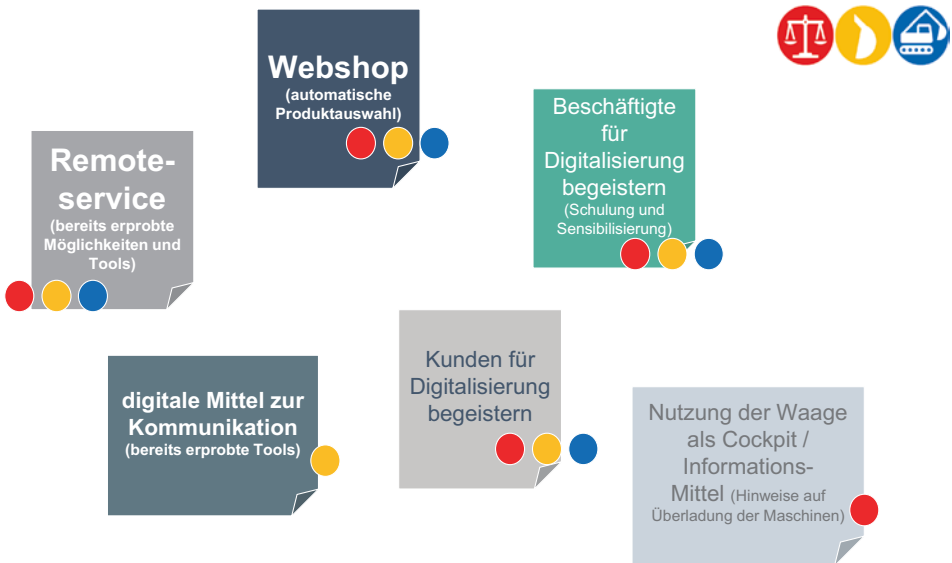 Webshop
(automatische
Produktauswahl)
Beschäftigte
für
Digitalisierung
begeistern
(Schulung und
Sensibilisierung)
Remote-
service
(bereits erprobte
Möglichkeiten und
Tools)
Kunden für
Digitalisierung
begeistern
digitale Mittel zur
Kommunikation
(bereits erprobte Tools)
Nutzung der Waage
als Cockpit /
Informations-
Mittel (Hinweise auf
Überladung der Maschinen)